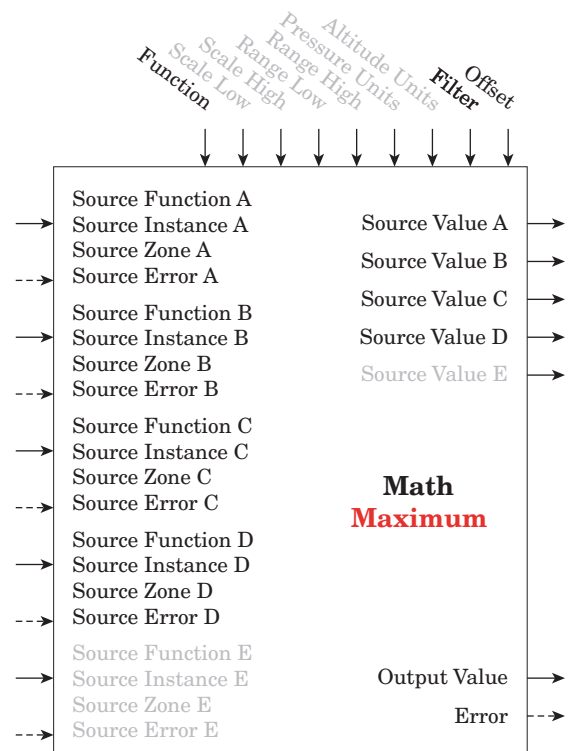 Function
Scale Low
Scale High
Range Low
Range High
Pressure Units
Altitude Units
Filter
Offset
Source Function A
Source Instance A
Source Zone A
Source Error A
Source Function B
Source Instance B
Source Zone B
Source Error B
Source Function C
Source Instance C
Source Zone C
Source Error C
Source Function D
Source Instance D
Source Zone D
Source Error D
Source Function E
Source Instance E
Source Zone E
Source Error E
Source Value A
Source Value B
Source Value C
Source Value D
Source Value E
Math
Maximum
Output Value
Error